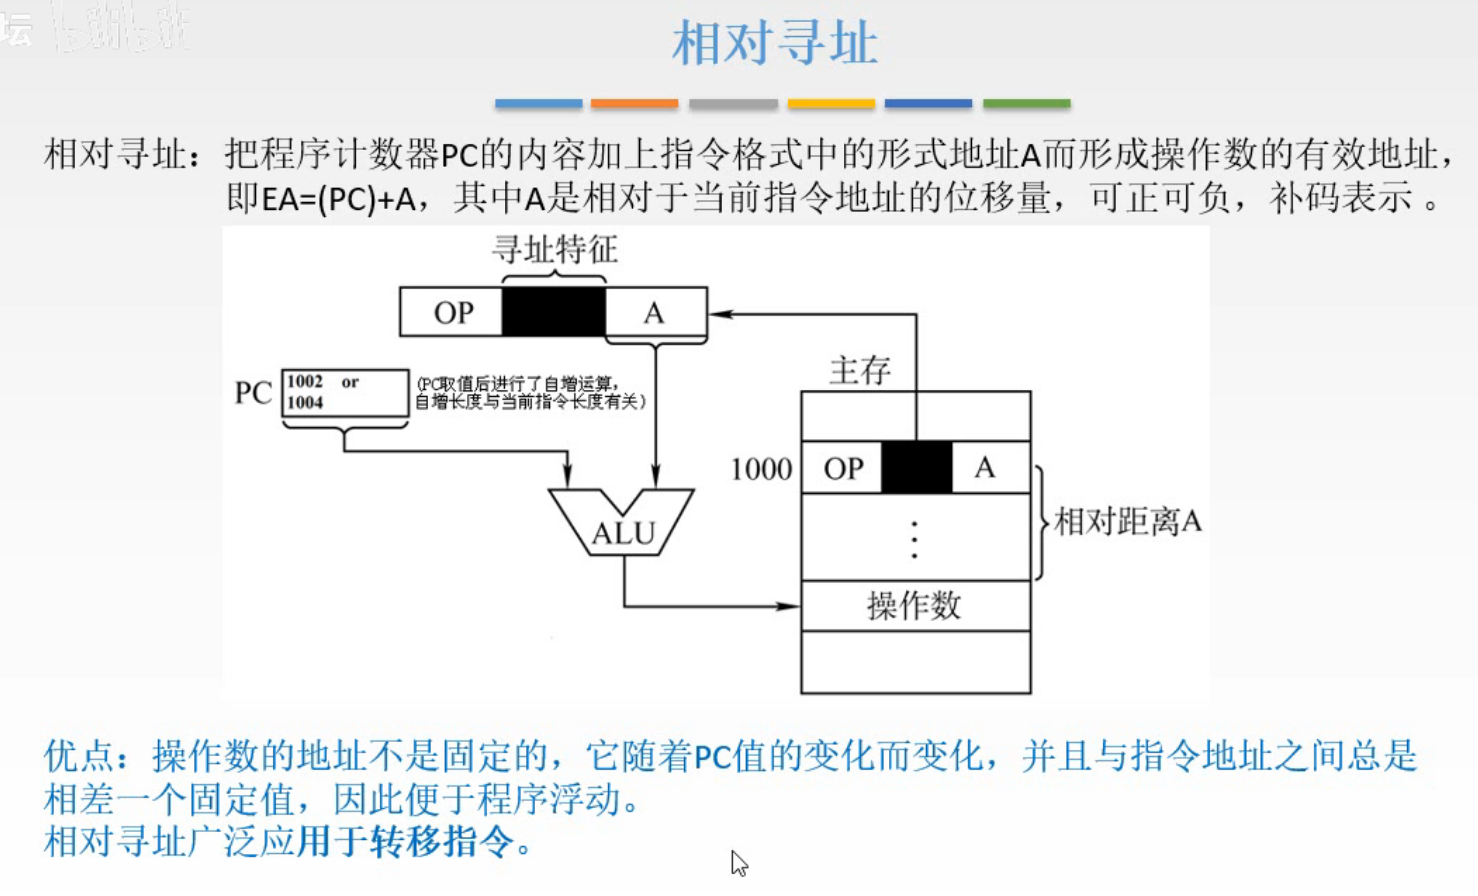 坛 bilibili
相对寻址
相对寻址：把程序计数器PC的内容加上指令格式中的形式地址A而形成操作数的有效地址，
即EA=(PC)+A，其中A是相对于当前指令地址的位移量，可正可负，补码表示 。
寻址特征
OP A
主存
PC 1002 or (PC取值后进行了自增运算，
1004 自增长度与当前指令长度有关)
1000 OP A
相对距离A
ALU
操作数
优点：操作数的地址不是固定的，它随着PC值的变化而变化，并且与指令地址之间总是
相差一个固定值，因此便于程序浮动。
相对寻址广泛应用于转移指令。